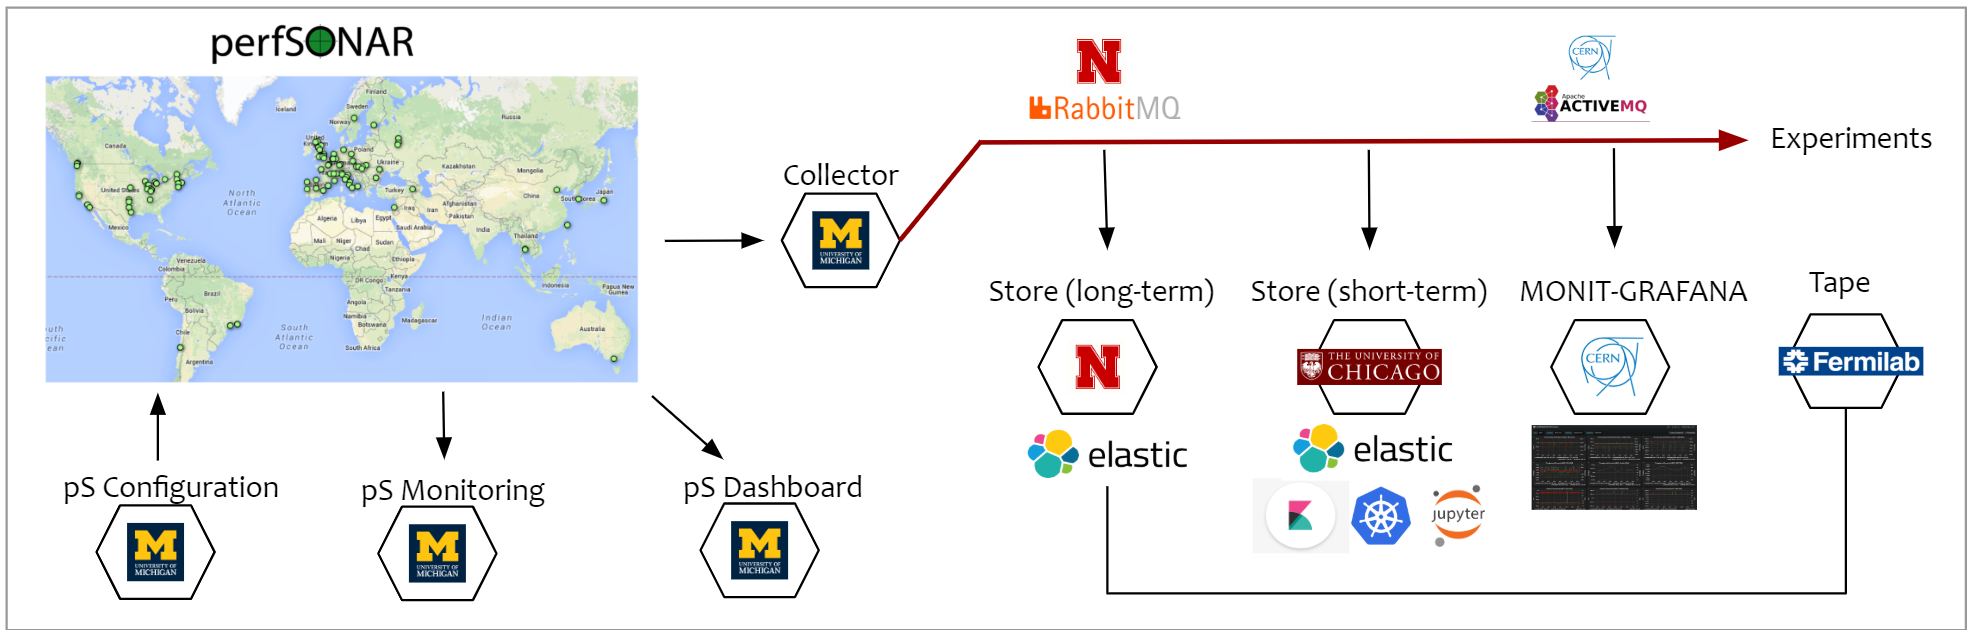 perfSONAR
Finland
Iceland
Sweden
Norway
Russia
Canada
United
Kingdom
Poland
Ukraine
Kazakhstan
Mongolia
United States
North
Atlantic
Ocean
Turkey
China
South Korea
Japan
Afghanistan
Iraq
Iran
Pakistan
Mexico
Algeria
Libya
Egypt
Saudi Arabia
India
Thailand
Mali
Niger
Chad
Sudan
Nigeria
Ethiopia
Venezuela
Colombia
Kenya
DR Congo
Tanzania
Indonesia
Papua New
Guinea
Peru
Brazil
Angola
Bolivia
Namibia
Botswana
Madagascar
Indian
Ocean
Chile
South
Atlantic
Ocean
Australia
South Africa
Argentina
pS Configuration
M
UNIVERSITY OF
MICHIGAN
pS Monitoring
M
UNIVERSITY OF
MICHIGAN
pS Dashboard
M
UNIVERSITY OF
MICHIGAN
Collector
M
UNIVERSITY OF
MICHIGAN
N
RabbitMQ
CERN
Apache
ACTIVEMQ
Experiments
Store (long-term)
N
elastic
Store (short-term)
THE UNIVERSITY OF
CHICAGO
elastic
jupyter
MONIT-GRAFANA
CERN
Tape
Fermilab